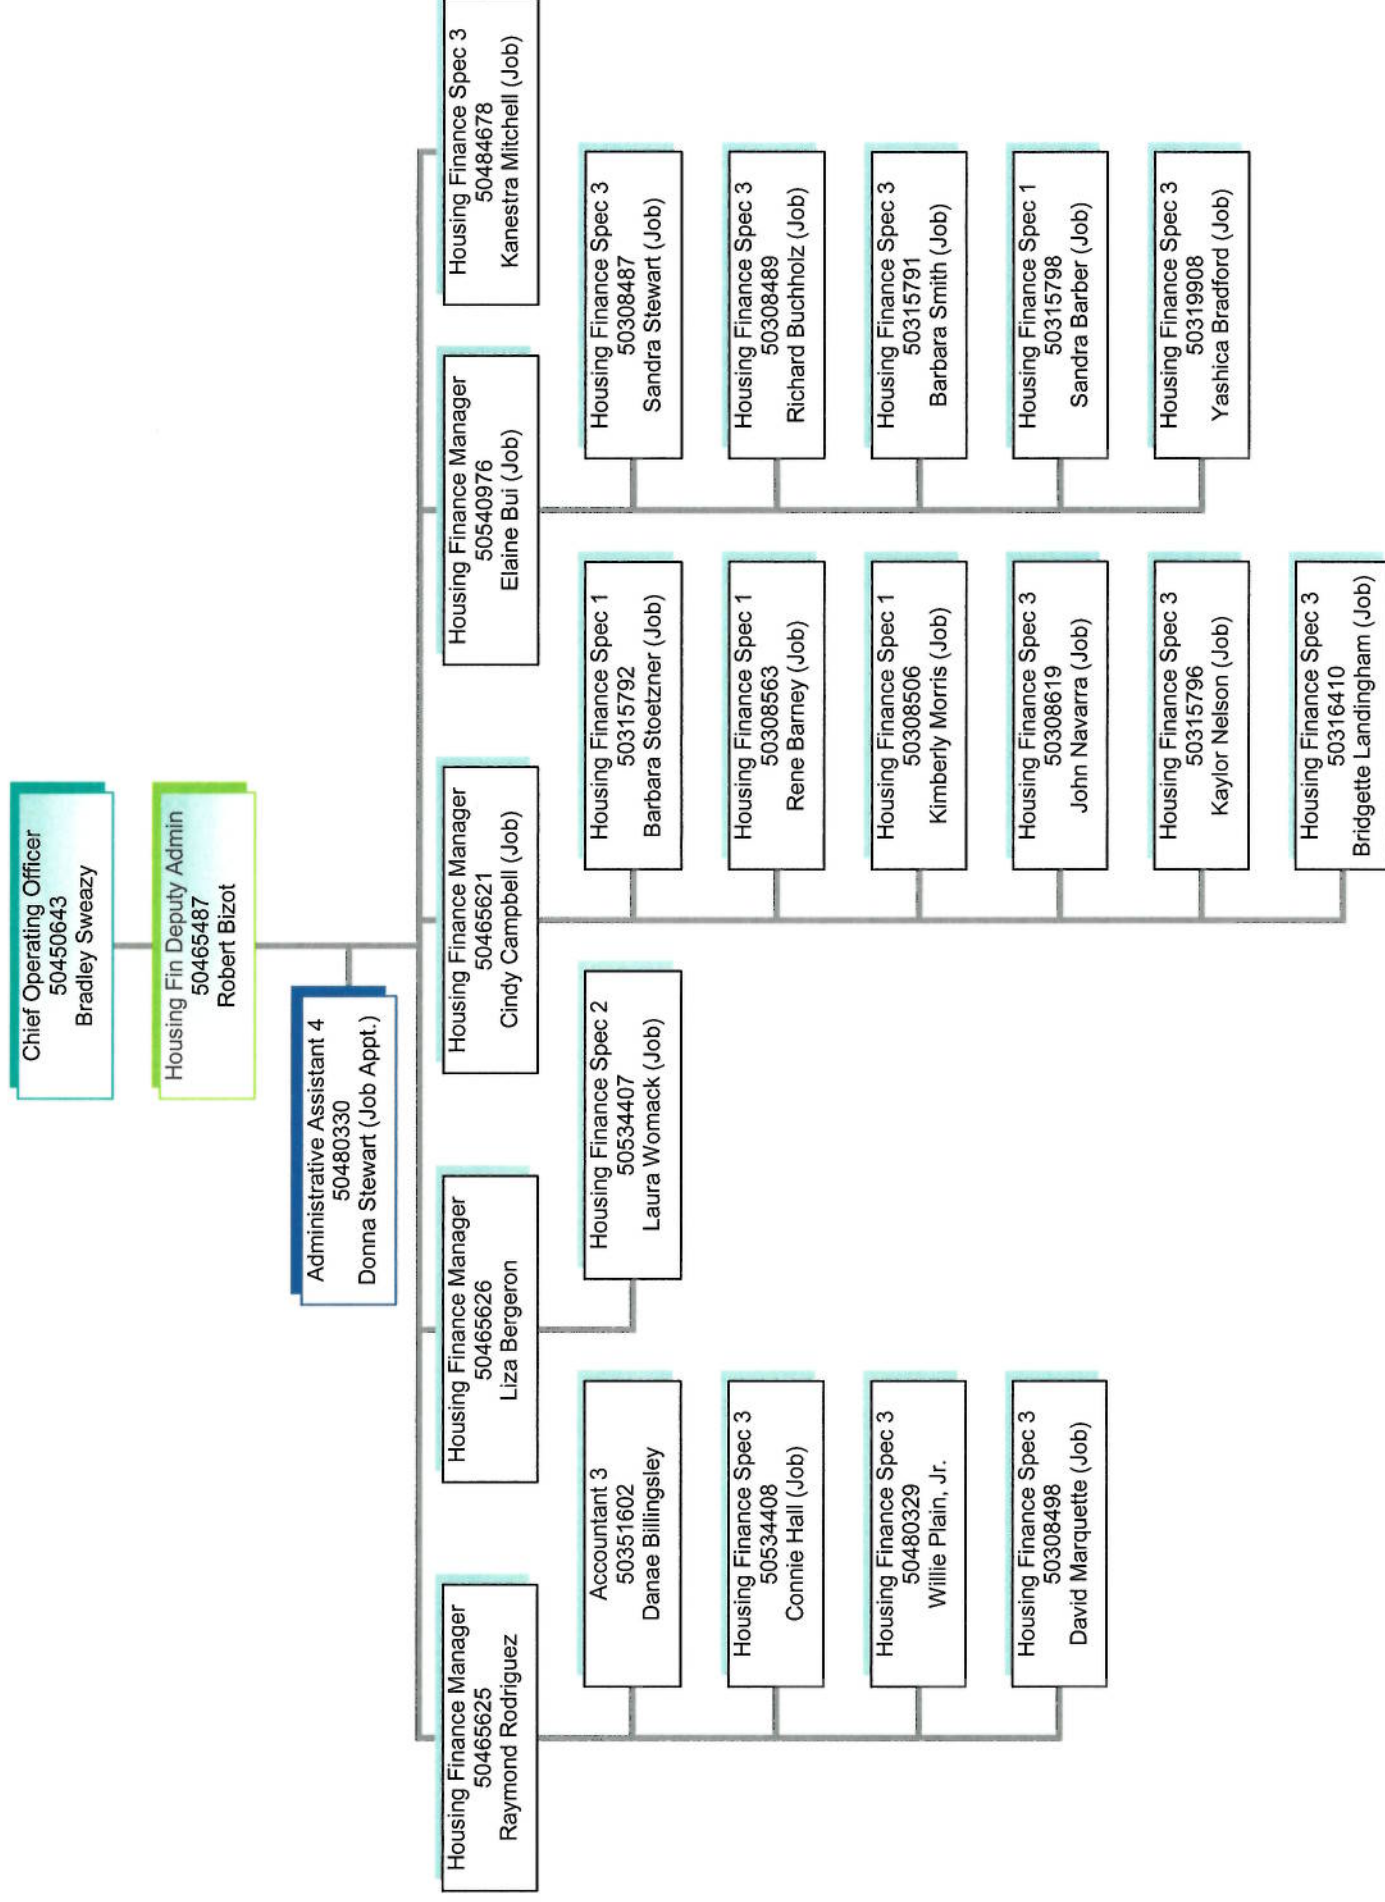 Chief Operating Officer
50450643
Bradley Sweazy
Housing Fin Deputy Admin
50465487
Robert Bizot
Administrative Assistant 4
50480330
Donna Stewart (Job Appt.)
Housing Finance Manager
50465625
Raymond Rodriguez
Accountant 3
50351602
Danae Billingsley
Housing Finance Spec 3
50534408
Connie Hall (Job)
Housing Finance Spec 3
50480329
Willie Plain, Jr.
Housing Finance Spec 3
50308498
David Marquette (Job)
Housing Finance Manager
50465626
Liza Bergeron
Housing Finance Spec 2
50534407
Laura Womack (Job)
Housing Finance Manager
50465621
Cindy Campbell (Job)
Housing Finance Spec 1
50315792
Barbara Stoetzner (Job)
Housing Finance Spec 1
50308563
Rene Barney (Job)
Housing Finance Spec 1
50308506
Kimberly Morris (Job)
Housing Finance Spec 3
50308619
John Navarra (Job)
Housing Finance Spec 3
50315796
Kaylor Nelson (Job)
Housing Finance Spec 3
50316410
Bridgette Landingham (Job)
Housing Finance Manager
50540976
Elaine Bui (Job)
Housing Finance Spec 3
50308487
Sandra Stewart (Job)
Housing Finance Spec 3
50308489
Richard Buchholz (Job)
Housing Finance Spec 3
50315791
Barbara Smith (Job)
Housing Finance Spec 1
50315798
Sandra Barber (Job)
Housing Finance Spec 3
50319908
Yashica Bradford (Job)
Housing Finance Spec 3
50484678
Kanestra Mitchell (Job)